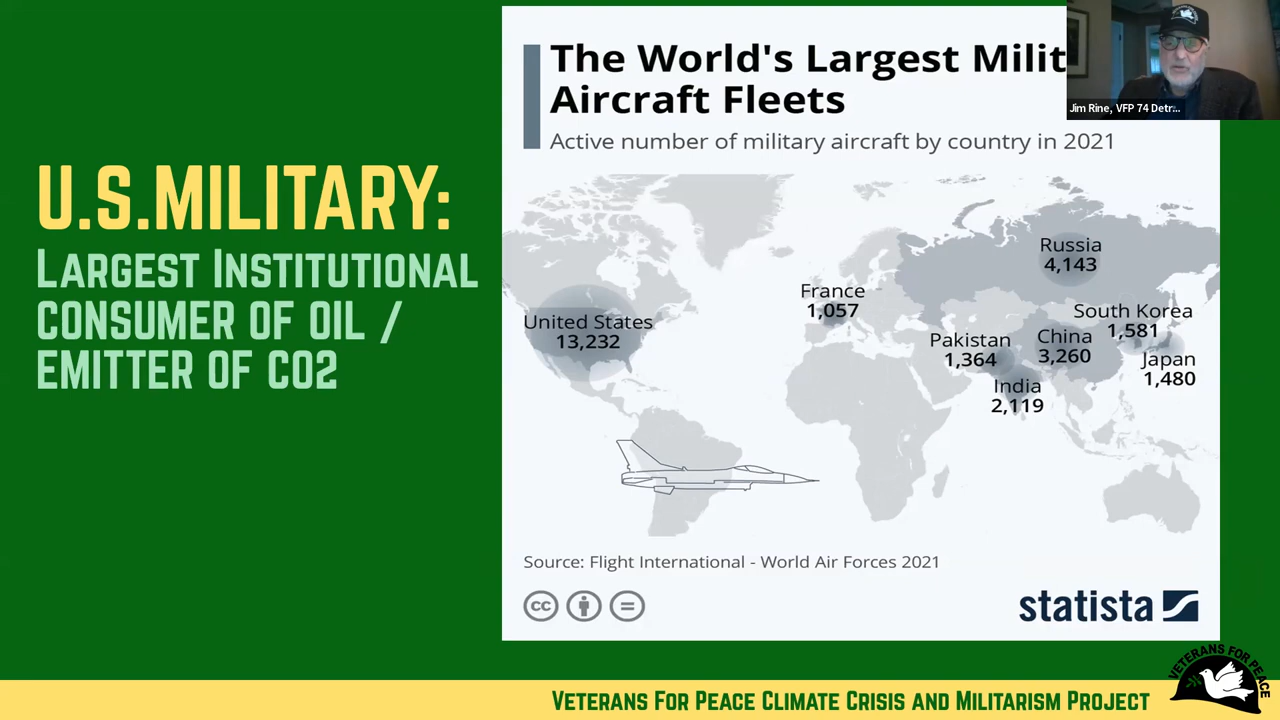 U.S.MILITARY:
LARGEST INSTITUTIONAL
CONSUMER OF OIL /
EMITTER OF CO2
The World's Largest Milit
Aircraft Fleets
Active number of military aircraft by country in 2021
Jim Rine, VFP 74 Detr...
Russia
4,143
France
1,057
United States
13,232
South Korea
1,581
Pakistan
1,364
China
3,260
Japan
1,480
India
2,119
Source: Flight International - World Air Forces 2021
cc
statista
VETERANS FOR PEACE
VETERANS FOR PEACE CLIMATE CRISIS AND MILITARISM PROJECT